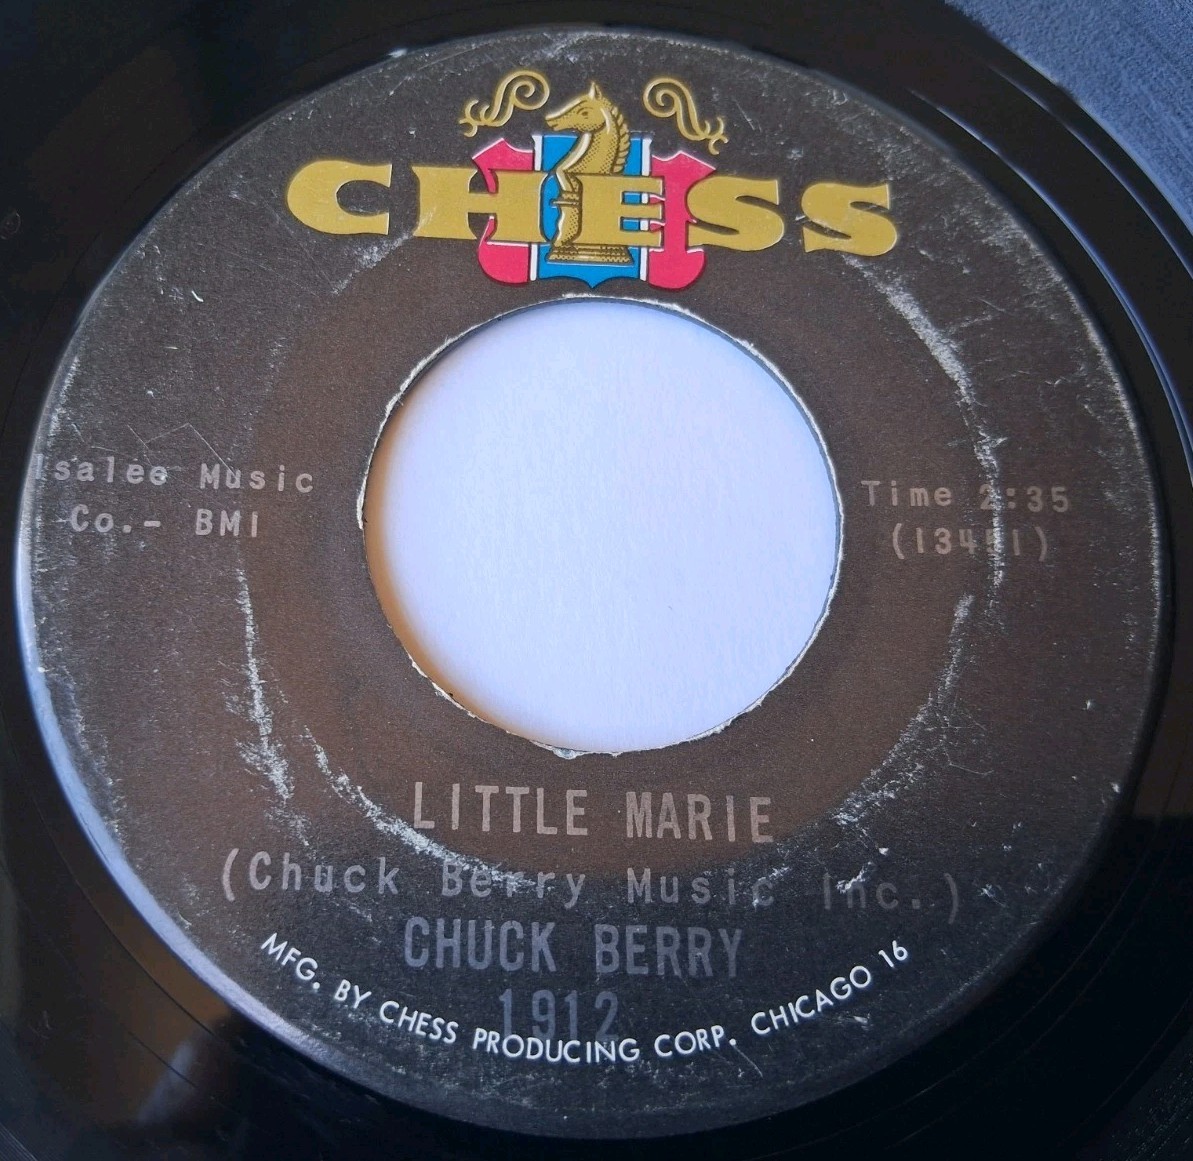 CHESS
Isalee Music
Co.- BMI
Time 2:35
LITTLE MARIE
(Chuck Berry Music Inc.)
CHUCK BERRY
1912
MFG. BY CHESS PRODUCING CORP. CHICAGO 16